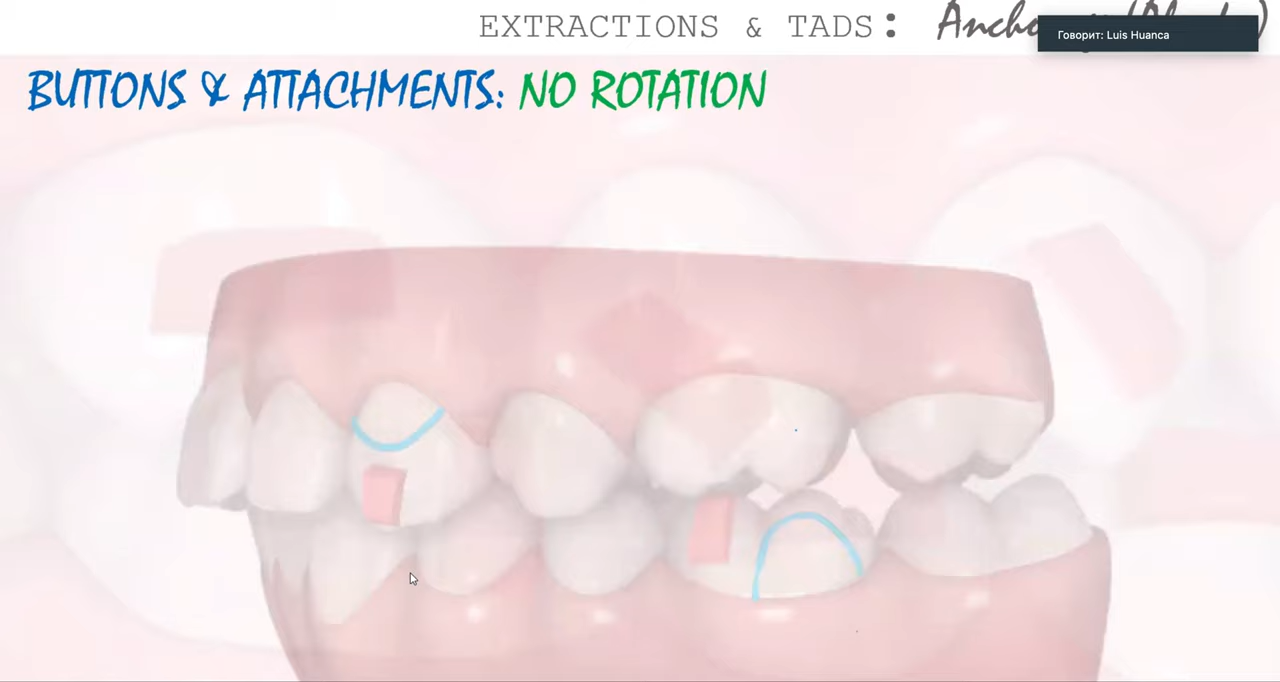 EXTRACTIONS & TADS:
Говорит: Luis Huanca
BUTTONS & ATTACHMENTS: NO ROTATION